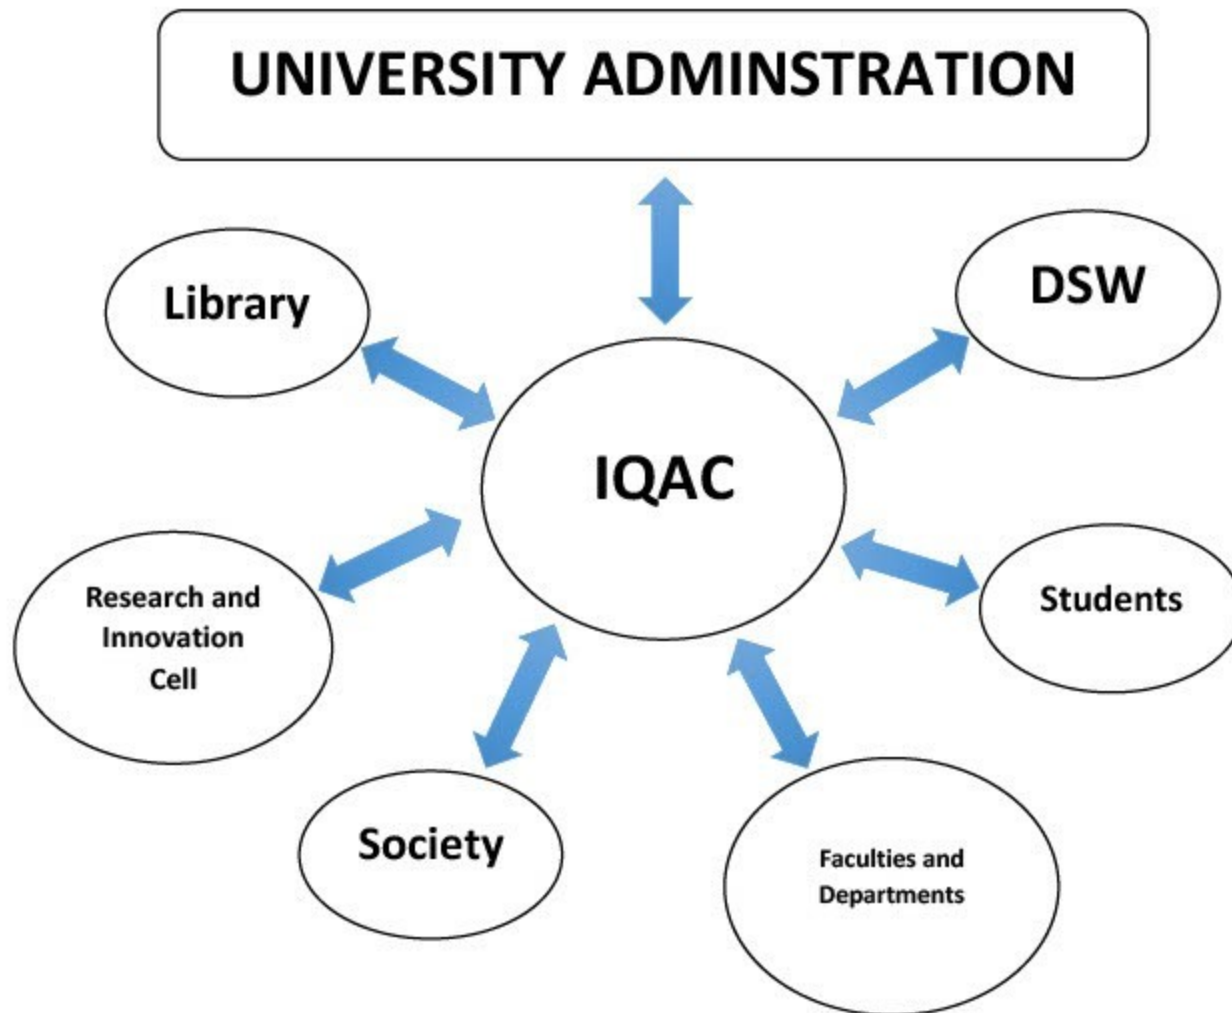 UNIVERSITY ADMINSTRATION
Library
DSW
IQAC
Research and
Innovation
Cell
Students
Society
Faculties and
Departments